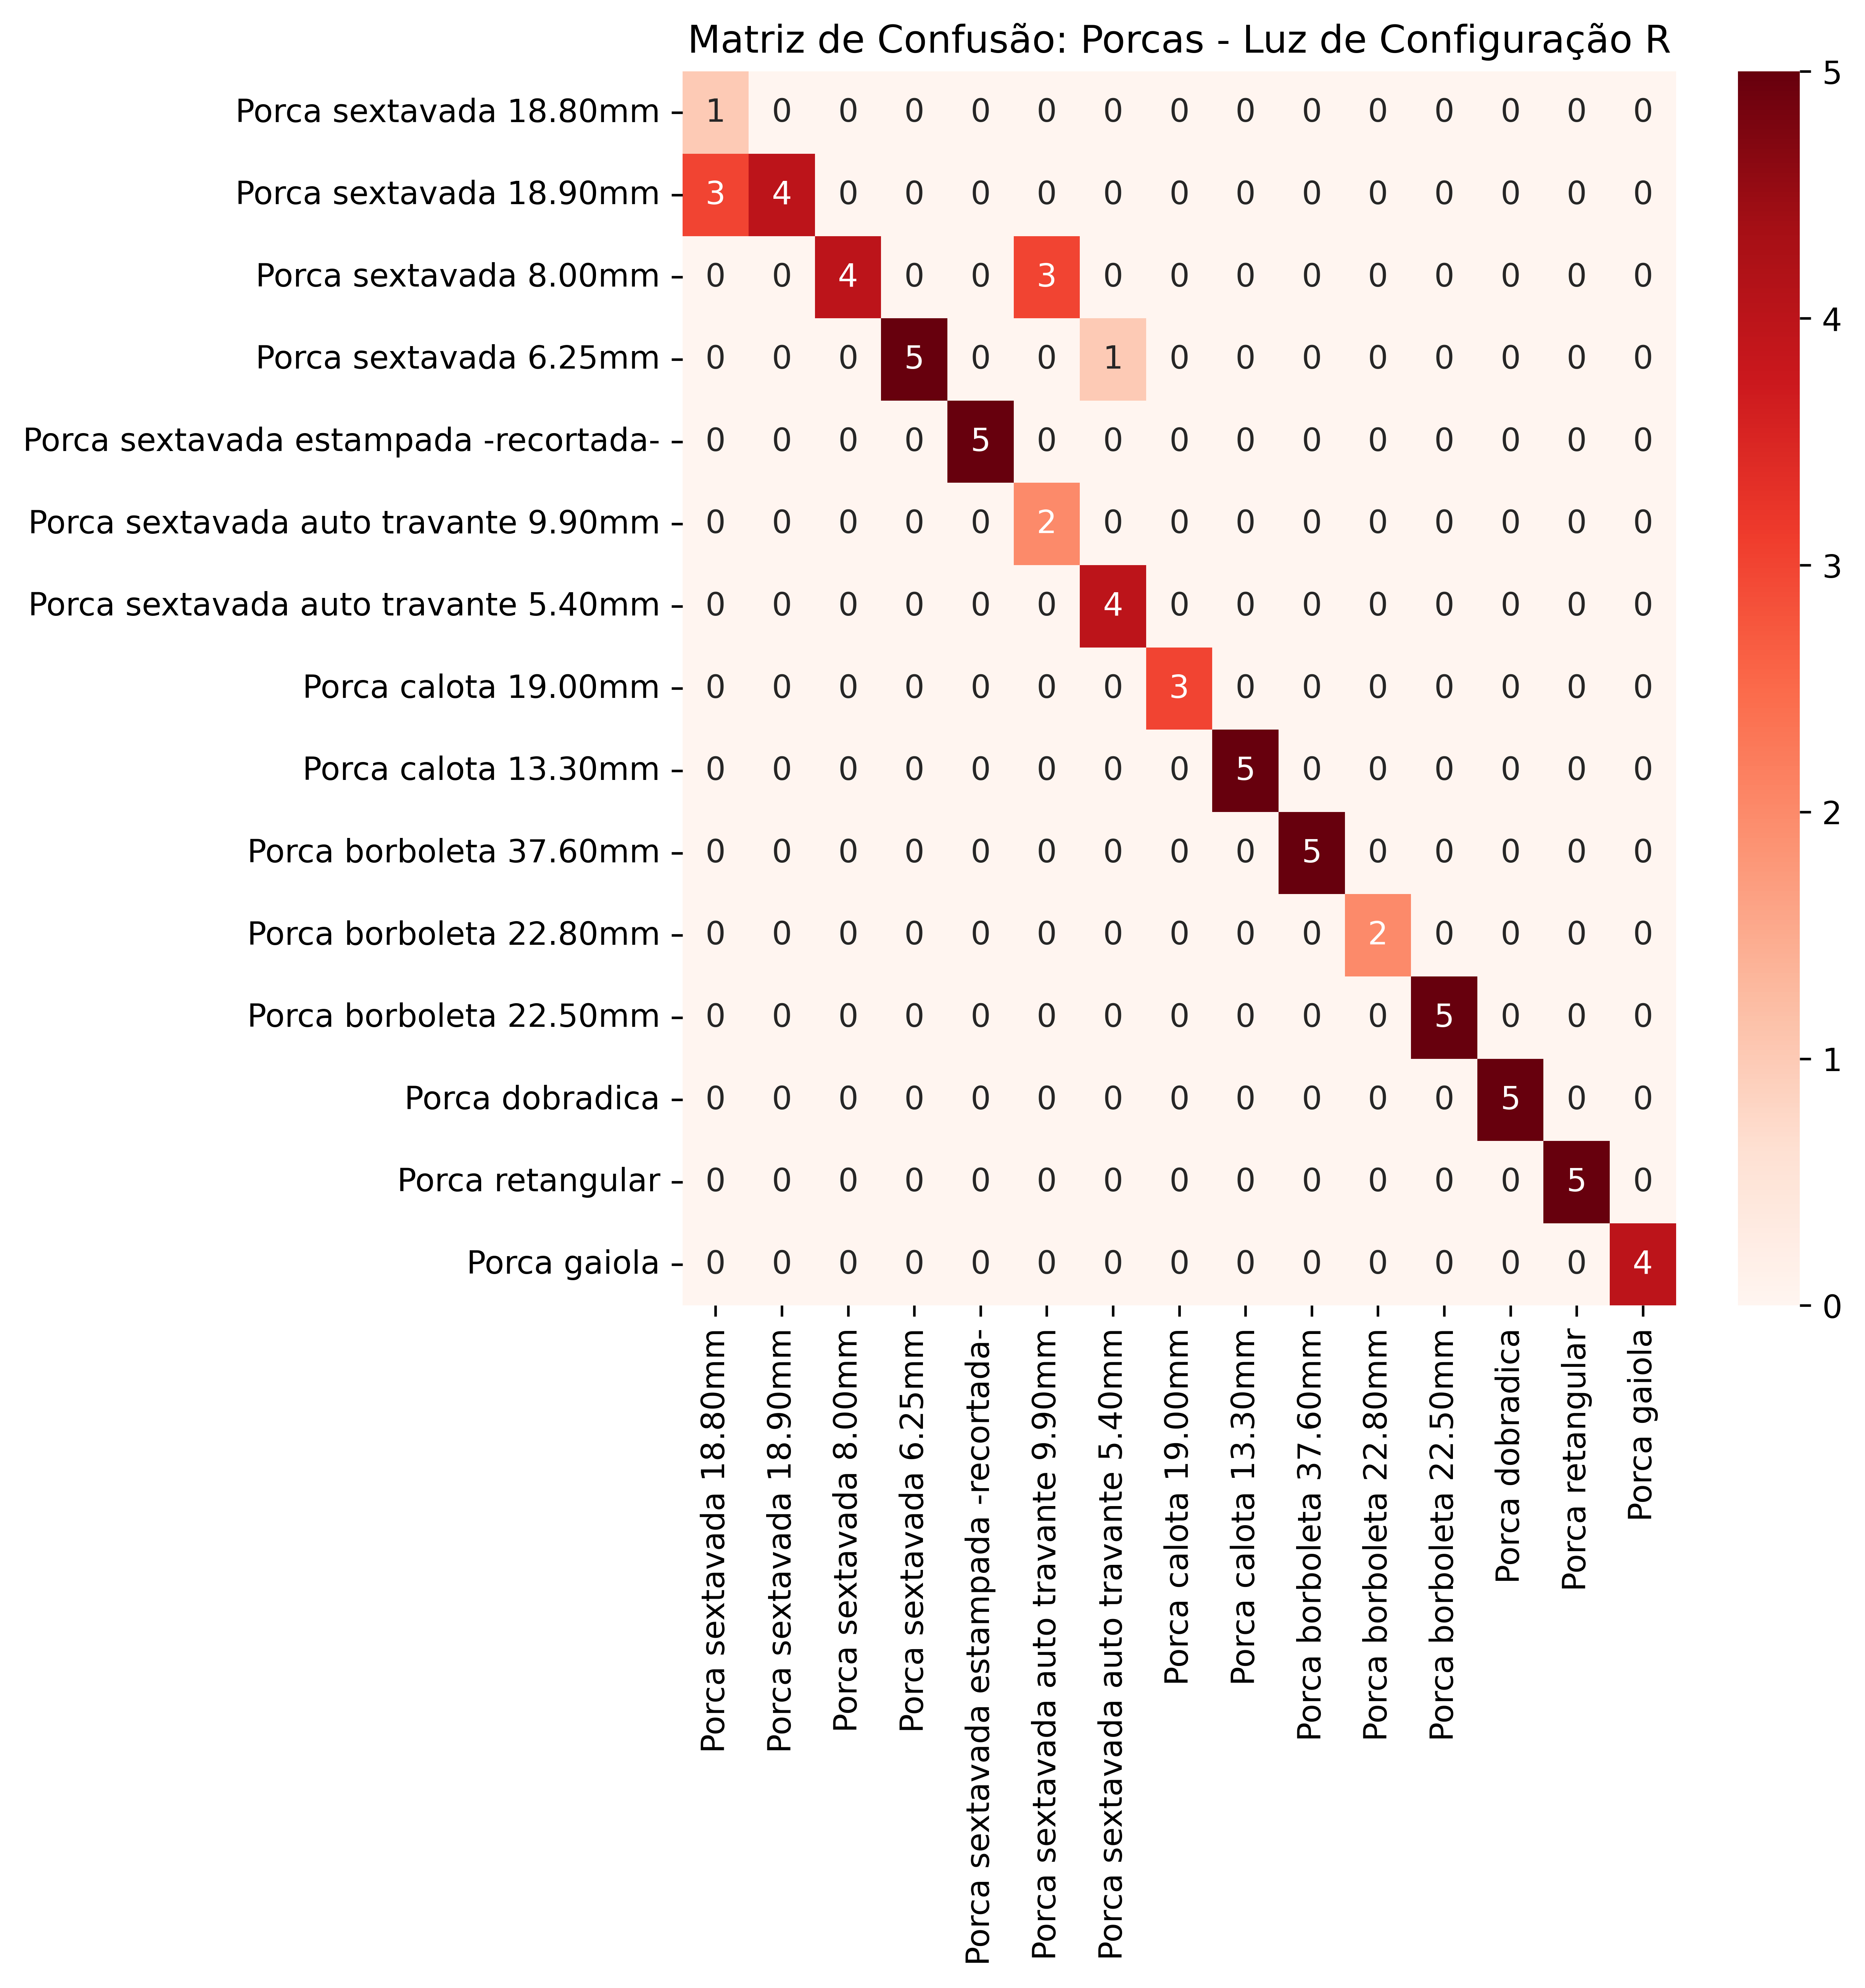 Matriz de Confusão: Porcas - Luz de Configuração R
Porca sextavada 18.80mm 1 0 0 0 0 0 0 0 0 0 0 0 0 0 0
Porca sextavada 18.90mm 3 4 0 0 0 0 0 0 0 0 0 0 0 0 0
Porca sextavada 8.00mm 0 0 4 0 0 3 0 0 0 0 0 0 0 0 0
Porca sextavada 6.25mm 0 0 0 5 0 0 1 0 0 0 0 0 0 0 0
Porca sextavada estampada -recortada- 0 0 0 0 5 0 0 0 0 0 0 0 0 0 0
Porca sextavada auto travante 9.90mm 0 0 0 0 0 2 0 0 0 0 0 0 0 0 0
Porca sextavada auto travante 5.40mm 0 0 0 0 0 0 4 0 0 0 0 0 0 0 0
Porca calota 19.00mm 0 0 0 0 0 0 0 3 0 0 0 0 0 0 0
Porca calota 13.30mm 0 0 0 0 0 0 0 0 5 0 0 0 0 0 0
Porca borboleta 37.60mm 0 0 0 0 0 0 0 0 0 5 0 0 0 0 0
Porca borboleta 22.80mm 0 0 0 0 0 0 0 0 0 0 2 0 0 0 0
Porca borboleta 22.50mm 0 0 0 0 0 0 0 0 0 0 0 5 0 0 0
Porca dobradica 0 0 0 0 0 0 0 0 0 0 0 0 5 0 0
Porca retangular 0 0 0 0 0 0 0 0 0 0 0 0 0 5 0
Porca gaiola 0 0 0 0 0 0 0 0 0 0 0 0 0 0 4
Porca sextavada 18.80mm
Porca sextavada 18.90mm
Porca sextavada 8.00mm
Porca sextavada 6.25mm
Porca sextavada estampada -recortada-
Porca sextavada auto travante 9.90mm
Porca sextavada auto travante 5.40mm
Porca calota 19.00mm
Porca calota 13.30mm
Porca borboleta 37.60mm
Porca borboleta 22.80mm
Porca borboleta 22.50mm
Porca dobradica
Porca retangular
Porca gaiola
5
4
3
2
1
0